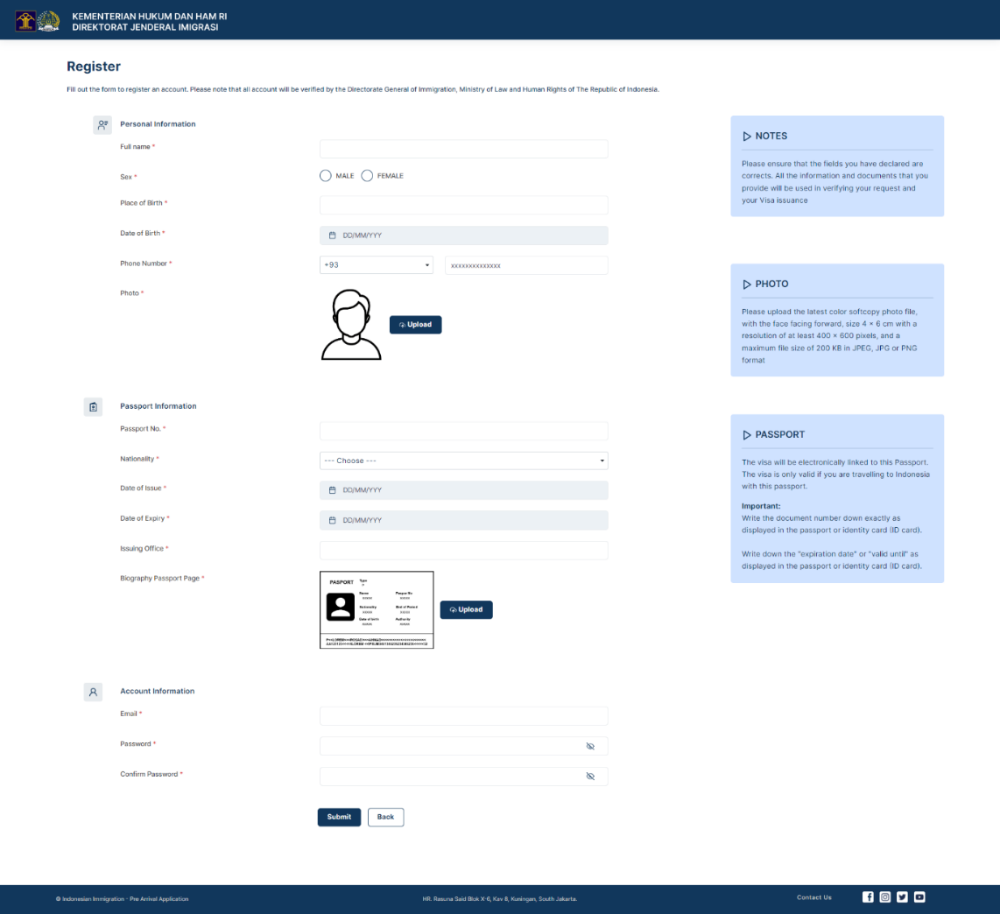 KEMENTERIAN HUKUM DAN HAM RI
DIREKTORAT JENDERAL IMIGRASI
Register
Fill out the form to register an account. Please note that all account will be verified by the Directorate General of Immigration, Ministry of Law and Human Rights of The Republic of Indonesia.
Personal Information
Full name *
Sex *
MALE FEMALE
Place of Birth *
Date of Birth *
DD/MM/YYY
Phone Number *
+93
xxxxxxxxxxxxxx
Photo *
Upload
NOTES
Please ensure that the fields you have declared are
corrects. All the information and documents that you
provide will be used in verifying your request and
your Visa issuance
PHOTO
Please upload the latest color softcopy photo file,
with the face facing forward, size 4 × 6 cm with a
resolution of at least 400 × 600 pixels, and a
maximum file size of 200 KB in JPEG, JPG or PNG
format
Passport Information
Passport No. *
Nationality *
--- Choose ---
Date of Issue *
DD/MM/YYY
Date of Expiry *
DD/MM/YYY
Issuing Office *
Biography Passport Page *
PASPORT
Type
Name
Nationality
Date of birth
Authority
Upload
PASSPORT
The visa will be electronically linked to this Passport.
The visa is only valid if you are travelling to Indonesia
with this passport.
Important:
Write the document number down exactly as
displayed in the passport or identity card (ID card).
Write down the "expiration date" or "valid until" as
displayed in the passport or identity card (ID card).
Account Information
Email *
Password *
Confirm Password *
Submit
Back
© Indonesian Immigration - Pre Arrival Application
HR. Rasuna Said Blok X-6, Kav 8, Kuningan, South Jakarta.
Contact Us